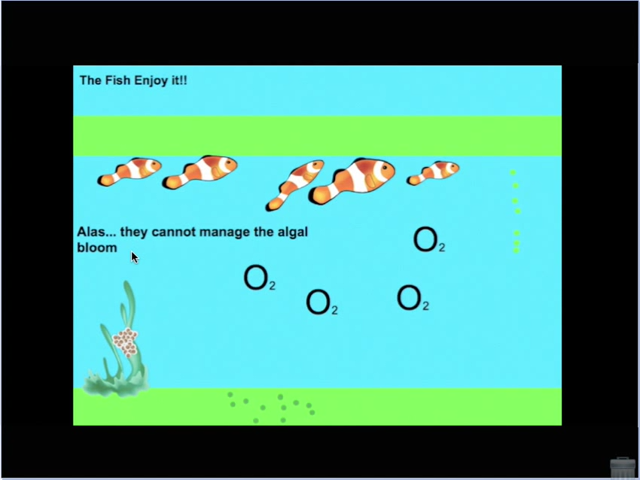 The Fish Enjoy it!!
Alas... they cannot manage the algal
bloom
O2
O2
O2
O2